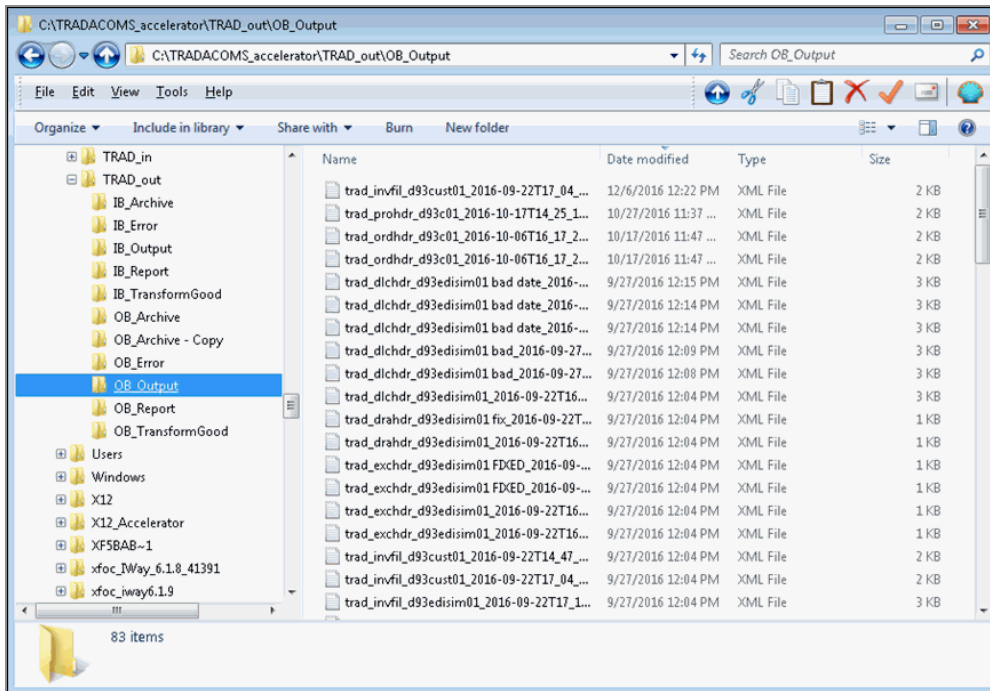 C:\TRADACOMS_accelerator\TRAD_out\OB_Output
C:\TRADACOMS_accelerator\TRAD_out\OB_Output Search OB_Output
File Edit View Tools Help
Organize Include in library Share with Burn New folder
TRAD_in
TRAD_out
IB_Archive
IB_Error
IB_Output
IB_Report
IB_TransformGood
OB_Archive
OB_Archive - Copy
OB_Error
OB_Output
OB_Report
OB_TransformGood
Users
Windows
X12
X12_Accelerator
XF5BAB~1
xfoc_IWay_6.1.8_41391
xfoc_iway6.1.9
Name Date modified Type Size
trad_invfil_d93cust01_2016-09-22T17_04_... 12/6/2016 12:22 PM XML File 2 KB
trad_prohdr_d93c01_2016-10-17T14_25_1... 10/27/2016 11:37 ... XML File 2 KB
trad_ordhdr_d93c01_2016-10-06T16_17_2... 10/17/2016 11:47 ... XML File 2 KB
trad_ordhdr_d93c01_2016-10-06T16_17_2... 10/17/2016 11:47 ... XML File 2 KB
trad_dlchdr_d93edisim01 bad date_2016-... 9/27/2016 12:15 PM XML File 3 KB
trad_dlchdr_d93edisim01 bad date_2016-... 9/27/2016 12:14 PM XML File 3 KB
trad_dlchdr_d93edisim01 bad date_2016-... 9/27/2016 12:14 PM XML File 3 KB
trad_dlchdr_d93edisim01 bad_2016-09-27... 9/27/2016 12:09 PM XML File 3 KB
trad_dlchdr_d93edisim01 bad_2016-09-27... 9/27/2016 12:08 PM XML File 3 KB
trad_dlchdr_d93edisim01_2016-09-22T16... 9/27/2016 12:04 PM XML File 3 KB
trad_drahdr_d93edisim01 fix_2016-09-22T... 9/27/2016 12:04 PM XML File 1 KB
trad_drahdr_d93edisim01_2016-09-22T16... 9/27/2016 12:04 PM XML File 1 KB
trad_exchdr_d93edisim01 FIXED_2016-09-... 9/27/2016 12:04 PM XML File 1 KB
trad_exchdr_d93edisim01 FIXED_2016-09-... 9/27/2016 12:04 PM XML File 1 KB
trad_exchdr_d93edisim01_2016-09-22T16... 9/27/2016 12:04 PM XML File 1 KB
trad_exchdr_d93edisim01_2016-09-22T16... 9/27/2016 12:04 PM XML File 1 KB
trad_invfil_d93cust01_2016-09-22T14_47_... 9/27/2016 12:04 PM XML File 2 KB
trad_invfil_d93cust01_2016-09-22T17_04_... 9/27/2016 12:04 PM XML File 2 KB
trad_invfil_d93edisim01_2016-09-22T17_1... 9/27/2016 12:04 PM XML File 3 KB
83 items